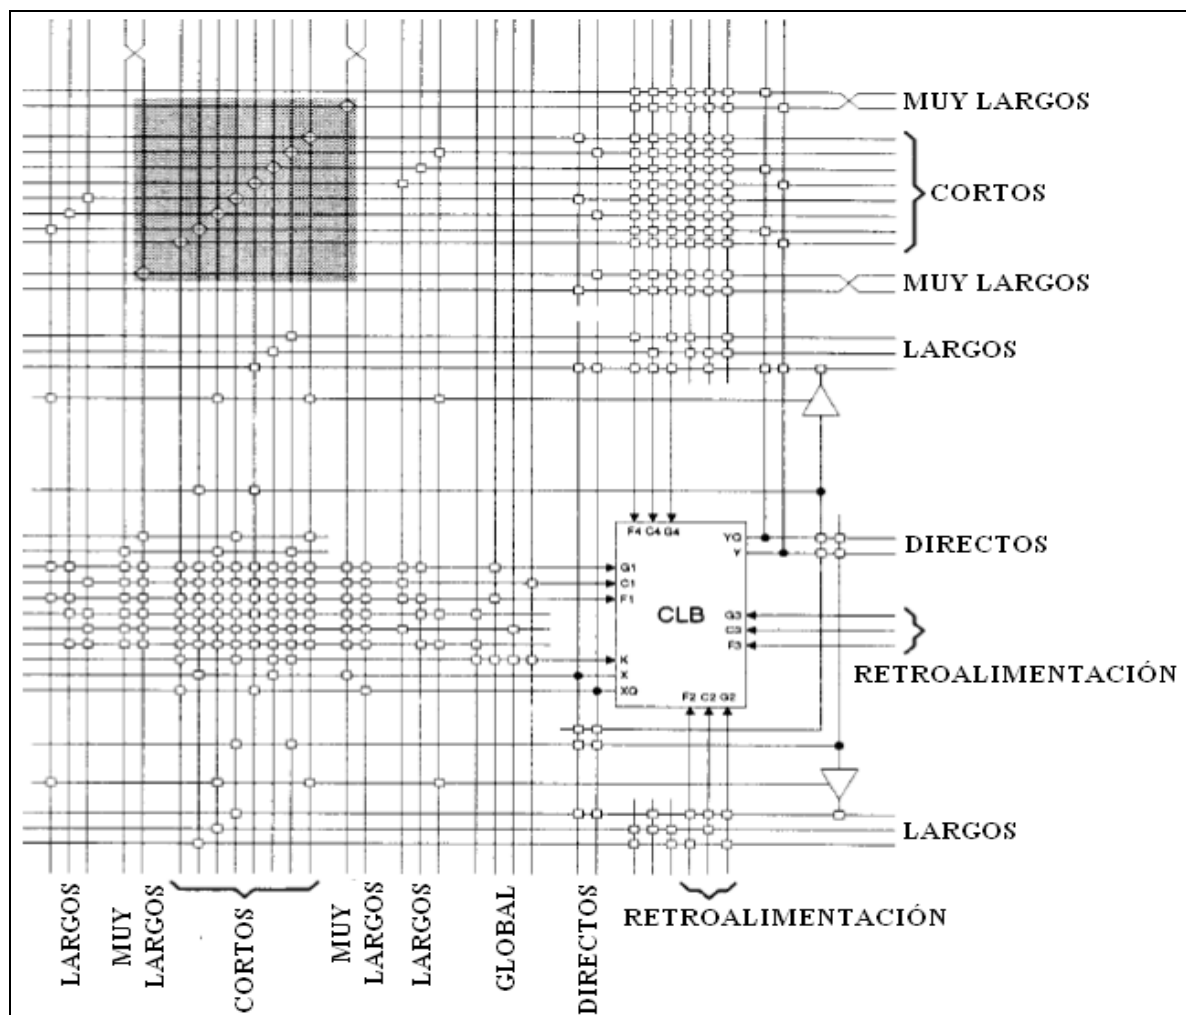 MUY LARGOS
CORTOS
MUY LARGOS
LARGOS
F4 C4 G4
YQ
Y
DIRECTOS
G1
C1
F1
CLB
G3
C3
F3
RETROALIMENTACIÓN
K
X
XQ
F2 C2 G2
LARGOS
RETROALIMENTACIÓN
LARGOS
MUY
LARGOS
CORTOS
MUY
LARGOS
LARGOS
GLOBAL
DIRECTOS